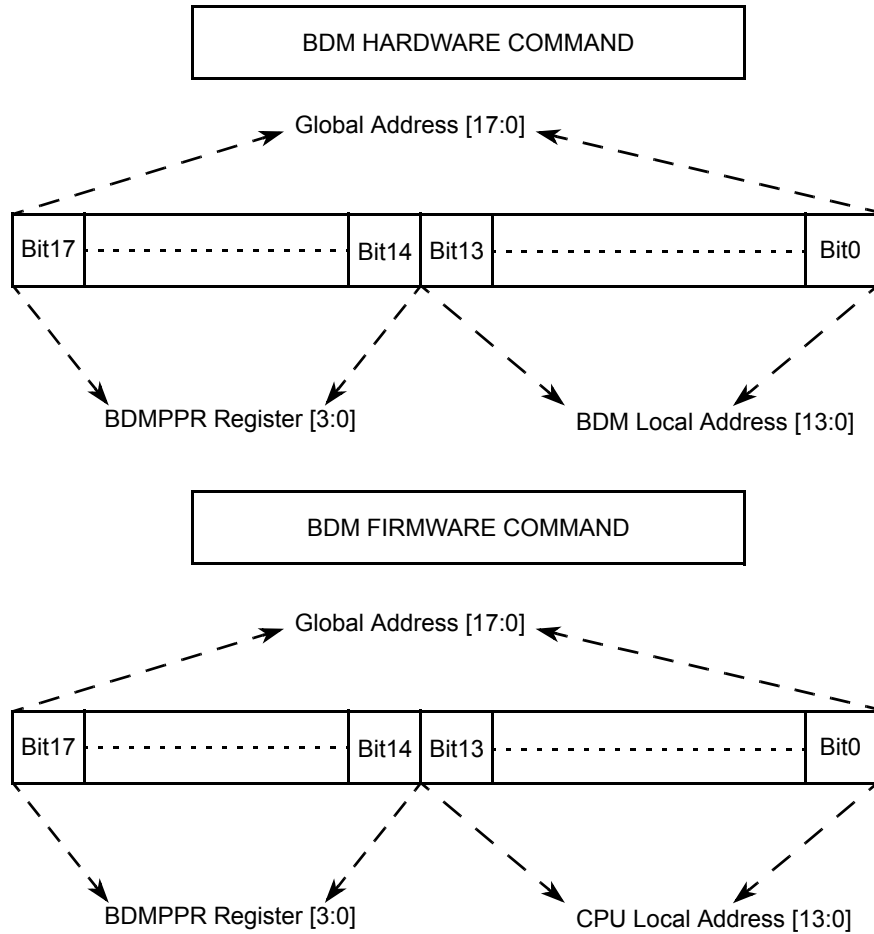 BDM HARDWARE COMMAND
Global Address [17:0]
Bit17 Bit14 Bit13 Bit0
BDMPPR Register [3:0] BDM Local Address [13:0]
BDM FIRMWARE COMMAND
Global Address [17:0]
Bit17 Bit14 Bit13 Bit0
BDMPPR Register [3:0] CPU Local Address [13:0]